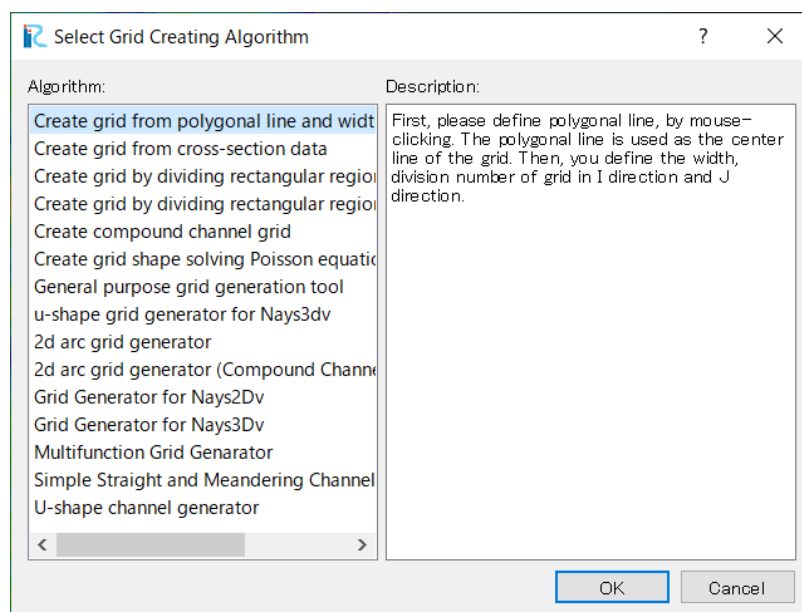 Select Grid Creating Algorithm
Algorithm:
Create grid from polygonal line and widt
Create grid from cross-section data
Create grid by dividing rectangular regio
Create grid by dividing rectangular regio
Create compound channel grid
Create grid shape solving Poisson equatic
General purpose grid generation tool
u-shape grid generator for Nays3dv
2d arc grid generator
2d arc grid generator (Compound Channe
Grid Generator for Nays2Dv
Grid Generator for Nays3Dv
Multifunction Grid Genarator
Simple Straight and Meandering Channel
U-shape channel generator
Description:
First, please define polygonal line, by mouse-
clicking. The polygonal line is used as the center
line of the grid. Then, you define the width,
division number of grid in I direction and J
direction.
OK
Cancel